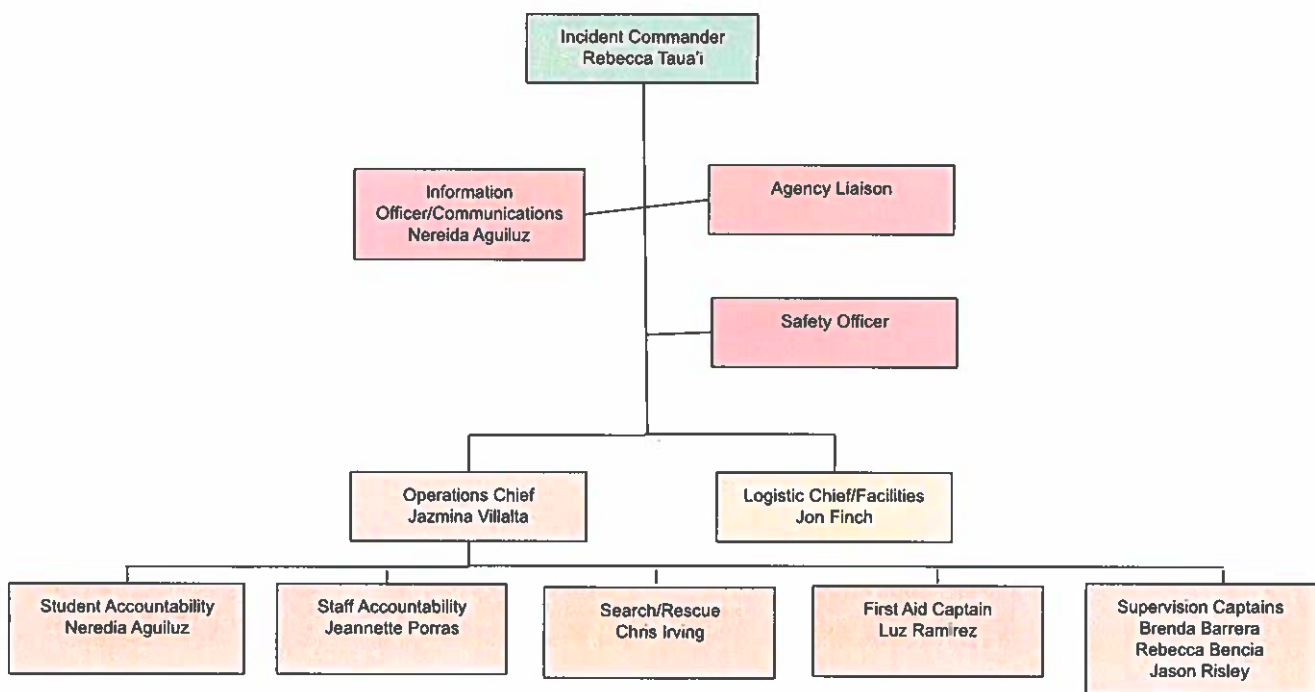 Incident Commander
Rebecca Taua'i
Information
Officer/Communications
Nereida Aguiluz
Agency Liaison
Safety Officer
Operations Chief
Jazmina Villalta
Logistic Chief/Facilities
Jon Finch
Student Accountability
Neredia Aguiluz
Staff Accountability
Jeannette Porras
Search/Rescue
Chris Irving
First Aid Captain
Luz Ramirez
Supervision Captains
Brenda Barrera
Rebecca Bencia
Jason Risley